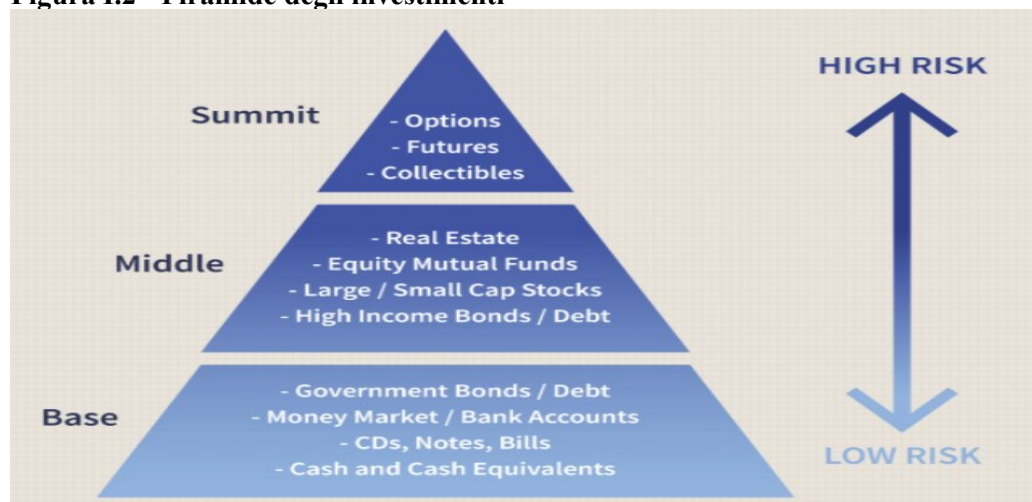 Figura 1.2 - Piramide degli investimenti
HIGH RISK
Summit
- Options
- Futures
- Collectibles
Middle
- Real Estate
- Equity Mutual Funds
- Large / Small Cap Stocks
- High Income Bonds / Debt
Base
- Government Bonds / Debt
- Money Market / Bank Accounts
- CDs, Notes, Bills
- Cash and Cash Equivalents
LOW RISK